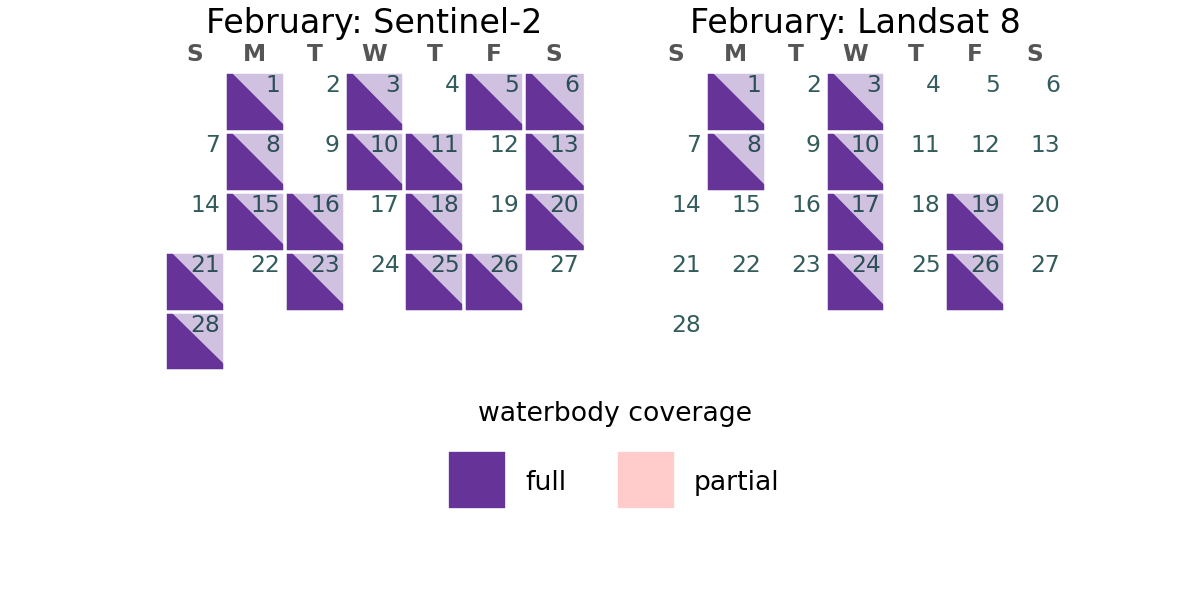 February: Sentinel-2
S M T W T F S
1 2 3 4 5 6
7 8 9 10 11 12 13
14 15 16 17 18 19 20
21 22 23 24 25 26 27
28
February: Landsat 8
S M T W T F S
1 2 3 4 5 6
7 8 9 10 11 12 13
14 15 16 17 18 19 20
21 22 23 24 25 26 27
28
waterbody coverage
full partial